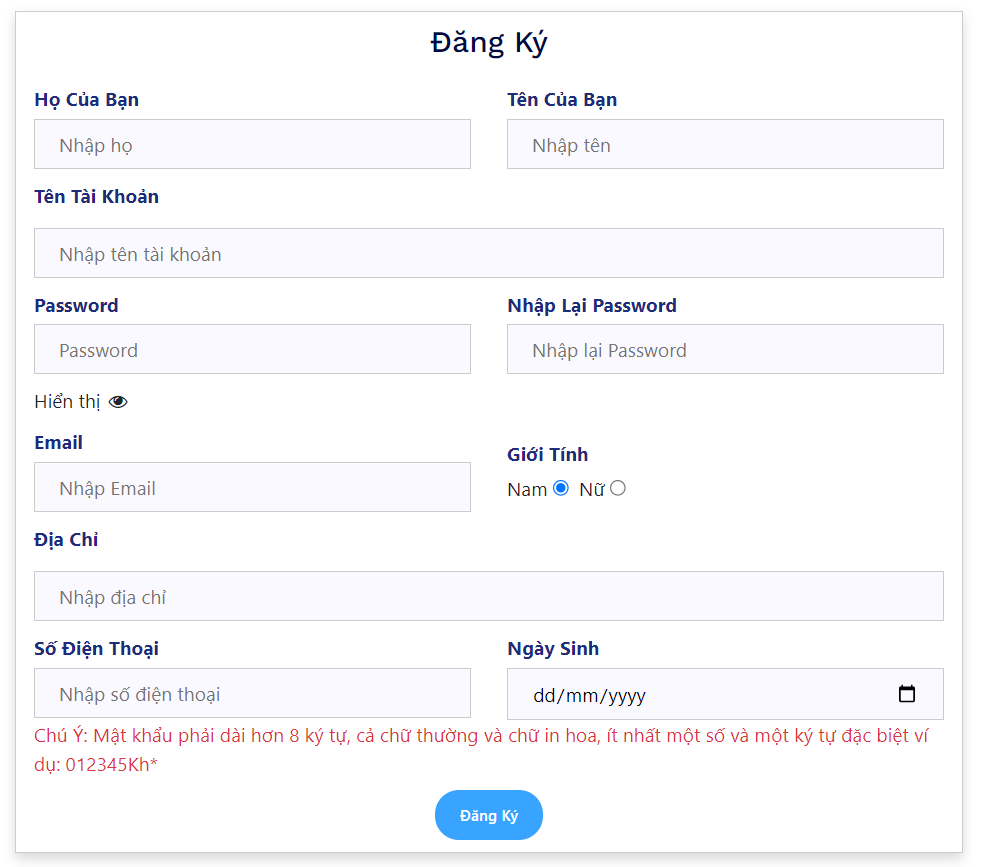 Đăng Ký
Họ Của Bạn
Tên Của Bạn
Nhập họ
Nhập tên
Tên Tài Khoản
Nhập tên tài khoản
Password
Nhập Lại Password
Password
Nhập lại Password
Hiển thị
Email
Giới Tính
Nhập Email
Nam Nữ
Địa Chỉ
Nhập địa chỉ
Số Điện Thoại
Ngày Sinh
Nhập số điện thoại
dd/mm/yyyy
Chú Ý: Mật khẩu phải dài hơn 8 ký tự, cả chữ thường và chữ in hoa, ít nhất một số và một ký tự đặc biệt ví
dụ: 012345Kh*
Đăng Ký